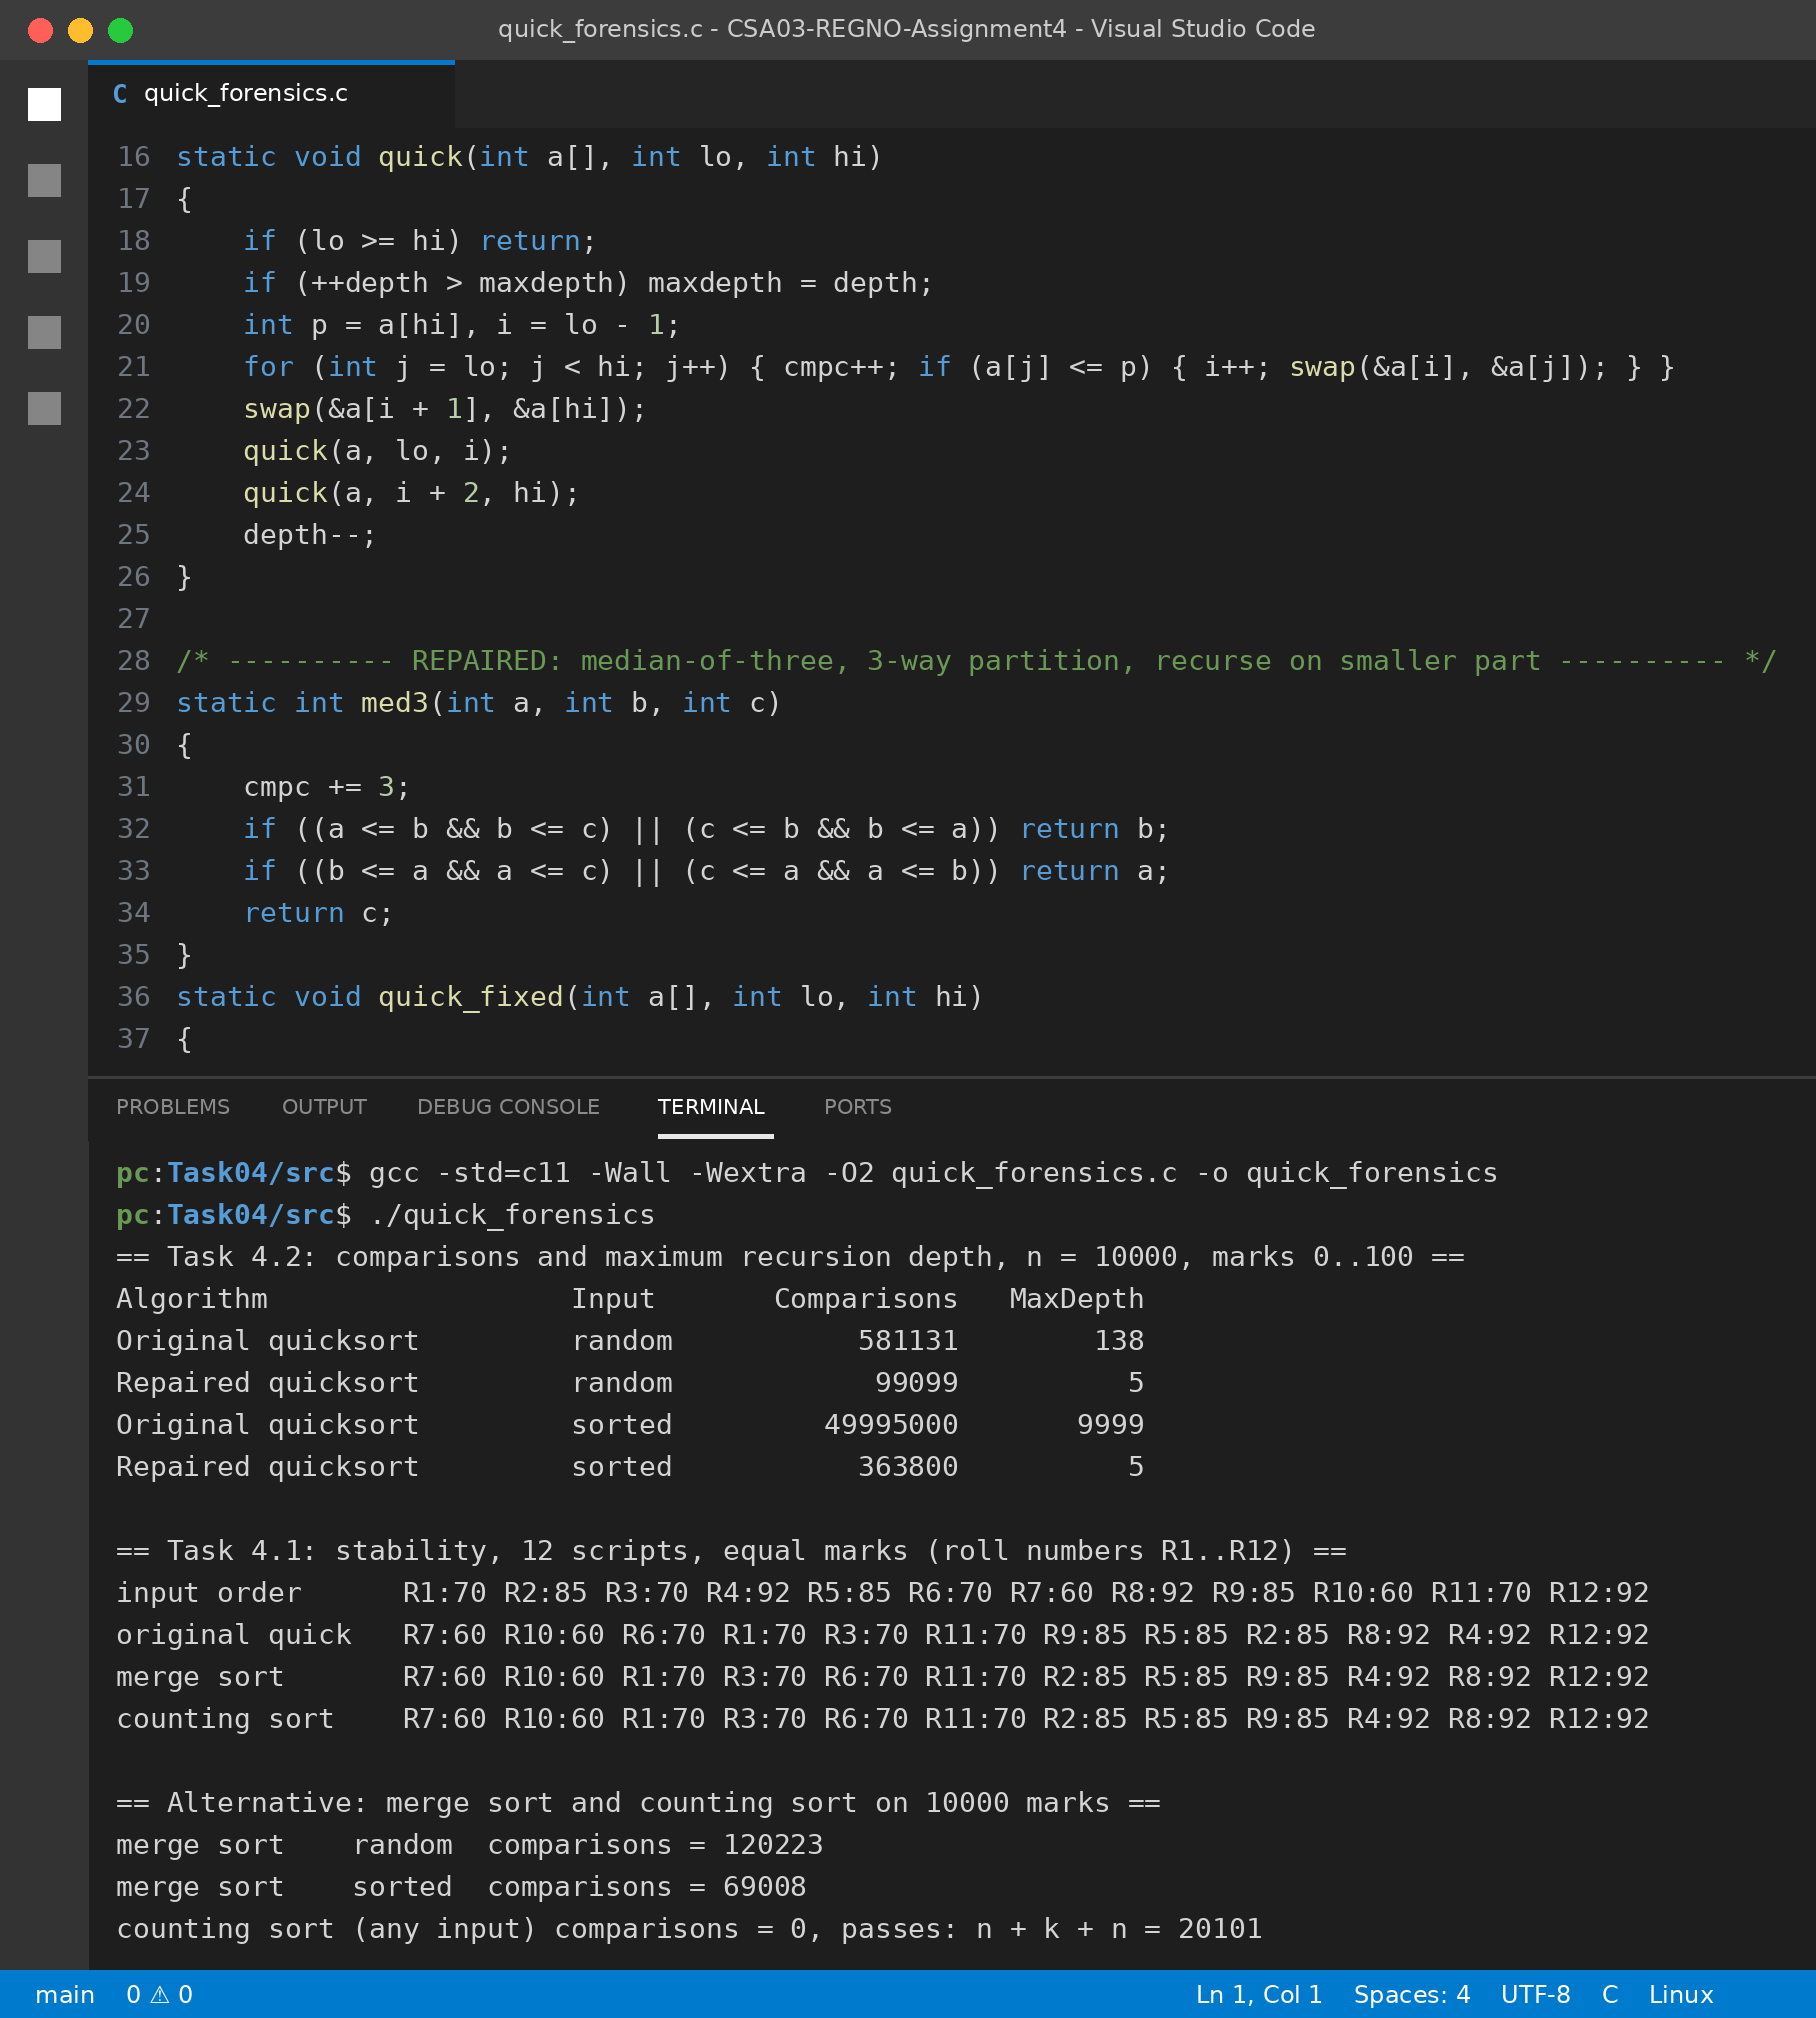 quick_forensics.c - CSA03-REGNO-Assignment4 - Visual Studio Code
C quick_forensics.c
16 static void quick(int a[], int lo, int hi)
17 {
18     if (lo >= hi) return;
19     if (++depth > maxdepth) maxdepth = depth;
20     int p = a[hi], i = lo - 1;
21     for (int j = lo; j < hi; j++) { cmpc++; if (a[j] <= p) { i++; swap(&a[i], &a[j]); } }
22     swap(&a[i + 1], &a[hi]);
23     quick(a, lo, i);
24     quick(a, i + 2, hi);
25     depth--;
26 }
27
28 /* ---------- REPAIRED: median-of-three, 3-way partition, recurse on smaller part ---------- */
29 static int med3(int a, int b, int c)
30 {
31     cmpc += 3;
32     if ((a <= b && b <= c) || (c <= b && b <= a)) return b;
33     if ((b <= a && a <= c) || (c <= a && a <= b)) return a;
34     return c;
35 }
36 static void quick_fixed(int a[], int lo, int hi)
37 {
PROBLEMS OUTPUT DEBUG CONSOLE TERMINAL PORTS
pc:Task04/src$ gcc -std=c11 -Wall -Wextra -O2 quick_forensics.c -o quick_forensics
pc:Task04/src$ ./quick_forensics
== Task 4.2: comparisons and maximum recursion depth, n = 10000, marks 0..100 ==
Algorithm                  Input       Comparisons   MaxDepth
Original quicksort         random           581131        138
Repaired quicksort         random            99099          5
Original quicksort         sorted         49995000       9999
Repaired quicksort         sorted           363800          5

== Task 4.1: stability, 12 scripts, equal marks (roll numbers R1..R12) ==
input order      R1:70 R2:85 R3:70 R4:92 R5:85 R6:70 R7:60 R8:92 R9:85 R10:60 R11:70 R12:92
original quick   R7:60 R10:60 R6:70 R1:70 R3:70 R11:70 R9:85 R5:85 R2:85 R8:92 R4:92 R12:92
merge sort       R7:60 R10:60 R1:70 R3:70 R6:70 R11:70 R2:85 R5:85 R9:85 R4:92 R8:92 R12:92
counting sort    R7:60 R10:60 R1:70 R3:70 R6:70 R11:70 R2:85 R5:85 R9:85 R4:92 R8:92 R12:92

== Alternative: merge sort and counting sort on 10000 marks ==
merge sort    random  comparisons = 120223
merge sort    sorted  comparisons = 69008
counting sort (any input) comparisons = 0, passes: n + k + n = 20101
main 0 ⚠ 0 Ln 1, Col 1 Spaces: 4 UTF-8 C Linux